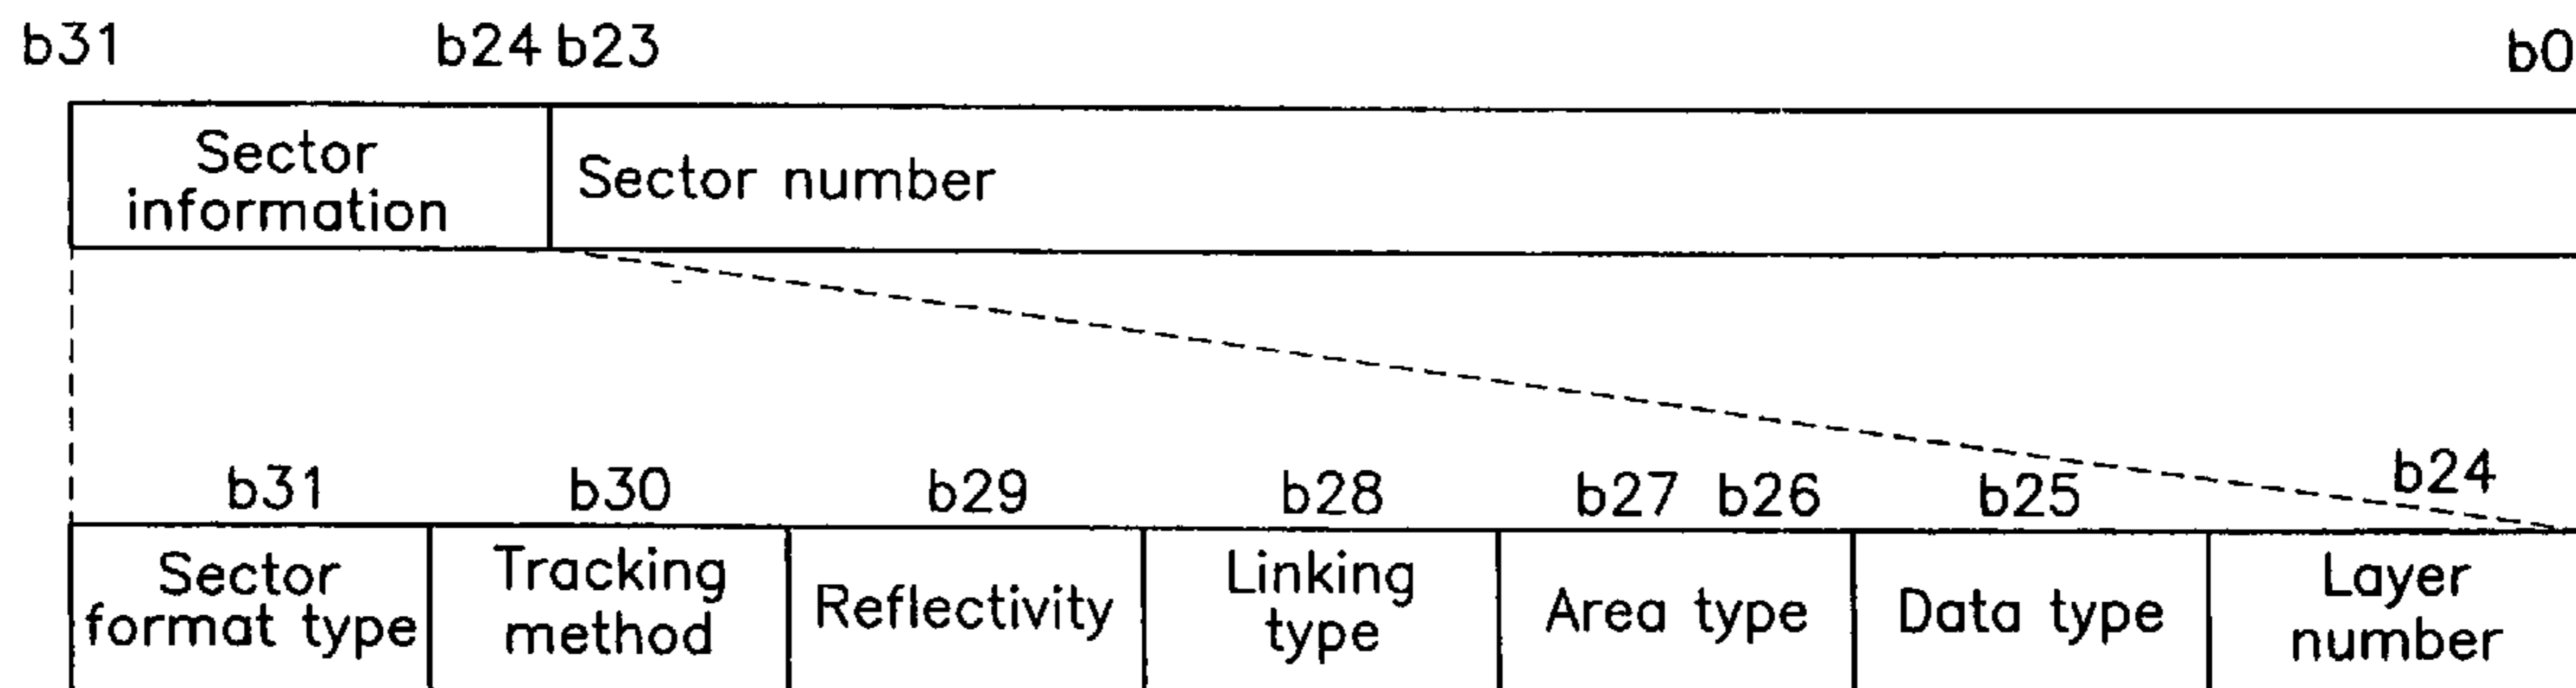 b31 b24 b23 b0
Sector
information
Sector number
b31 b30 b29 b28 b27 b26 b25 b24
Sector
format type
Tracking
method
Reflectivity
Linking
type
Area type
Data type
Layer
number